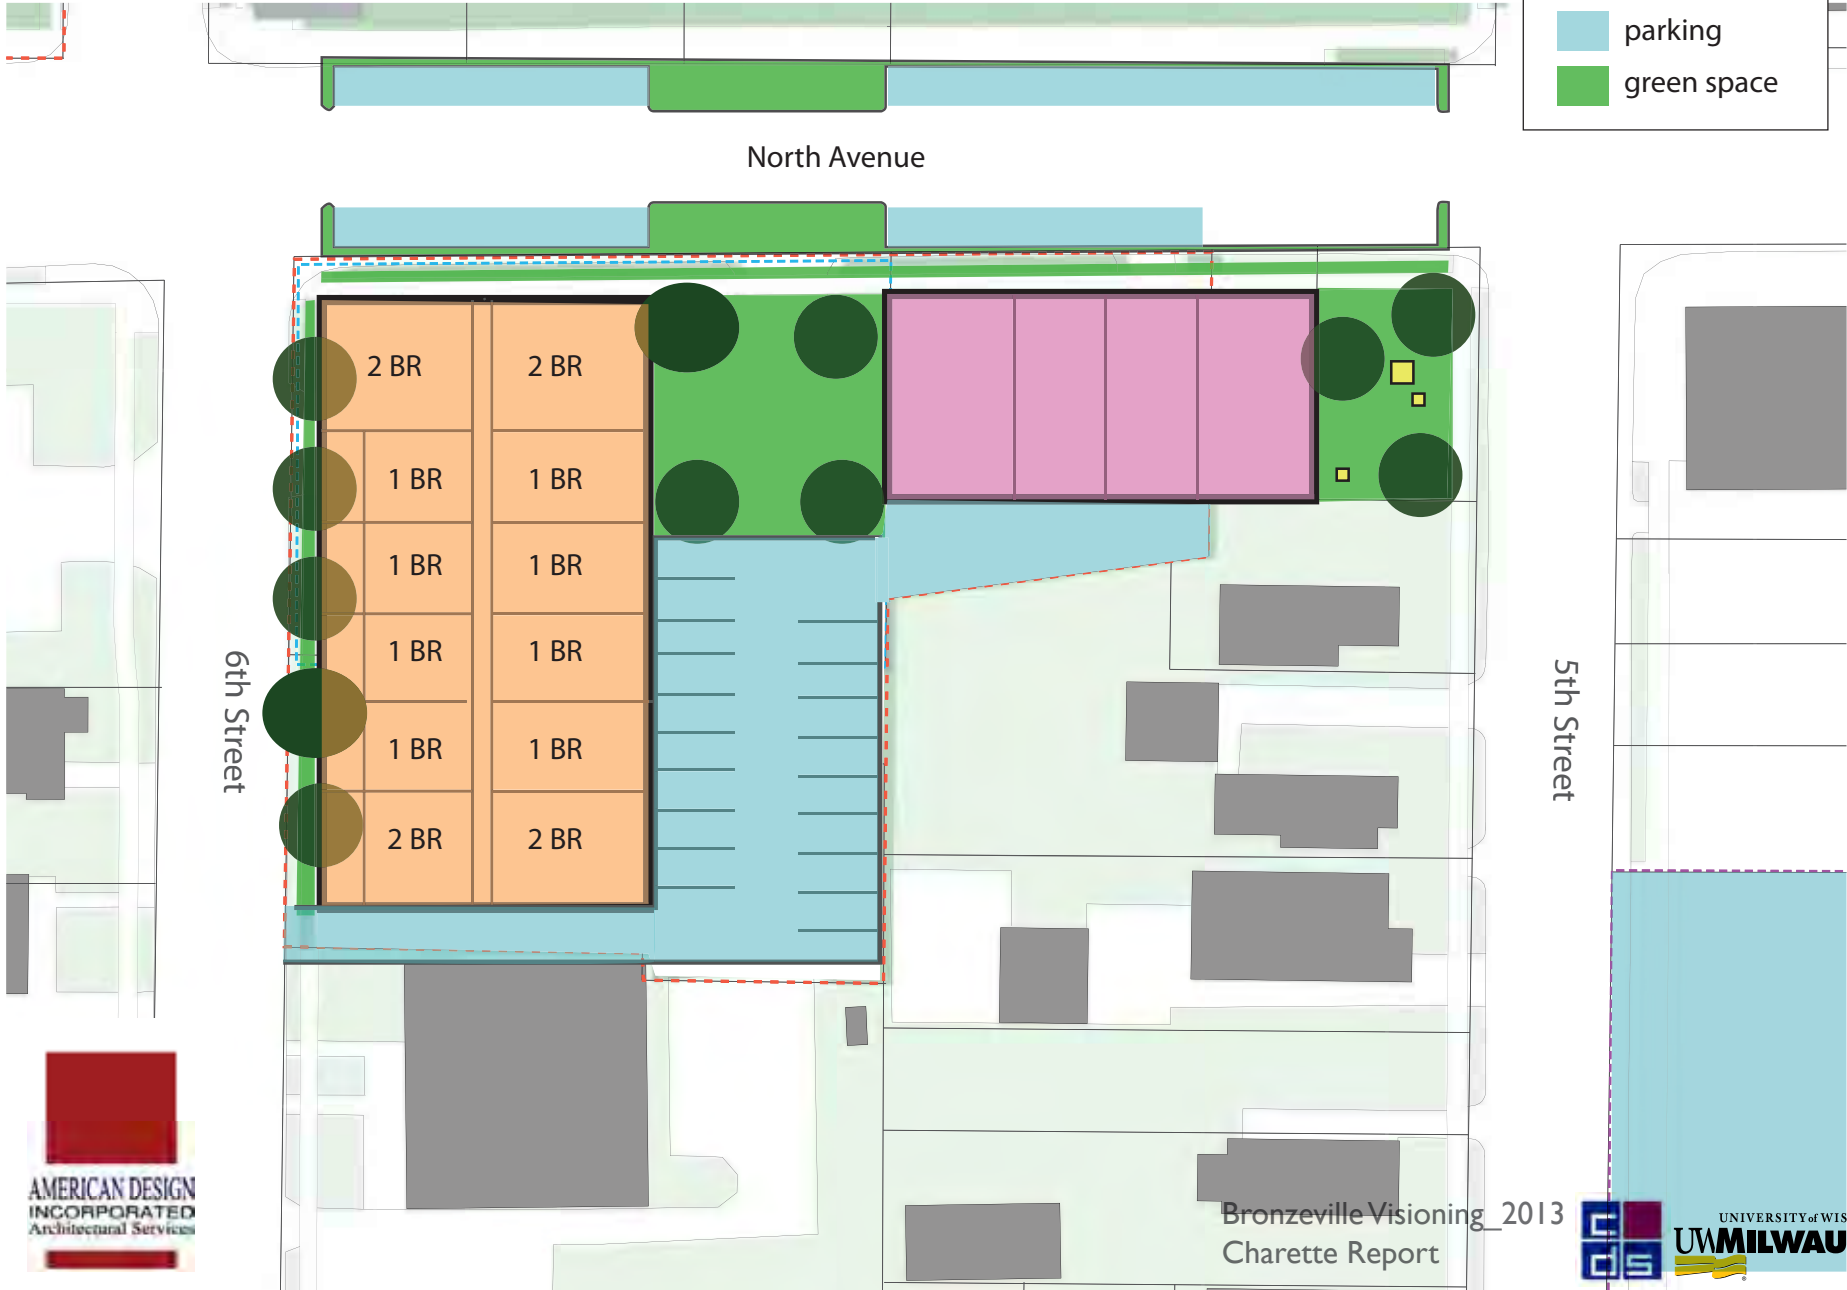 parking
green space
North Avenue
2 BR
2 BR
1 BR
1 BR
1 BR
1 BR
1 BR
1 BR
1 BR
1 BR
2 BR
2 BR
6th Street
5th Street
AMERICAN DESIGN
INCORPORATED
Architectural Services
Bronzeville Visioning_2013
Charette Report
c
ds
UNIVERSITY of WIS
UWMILWAU